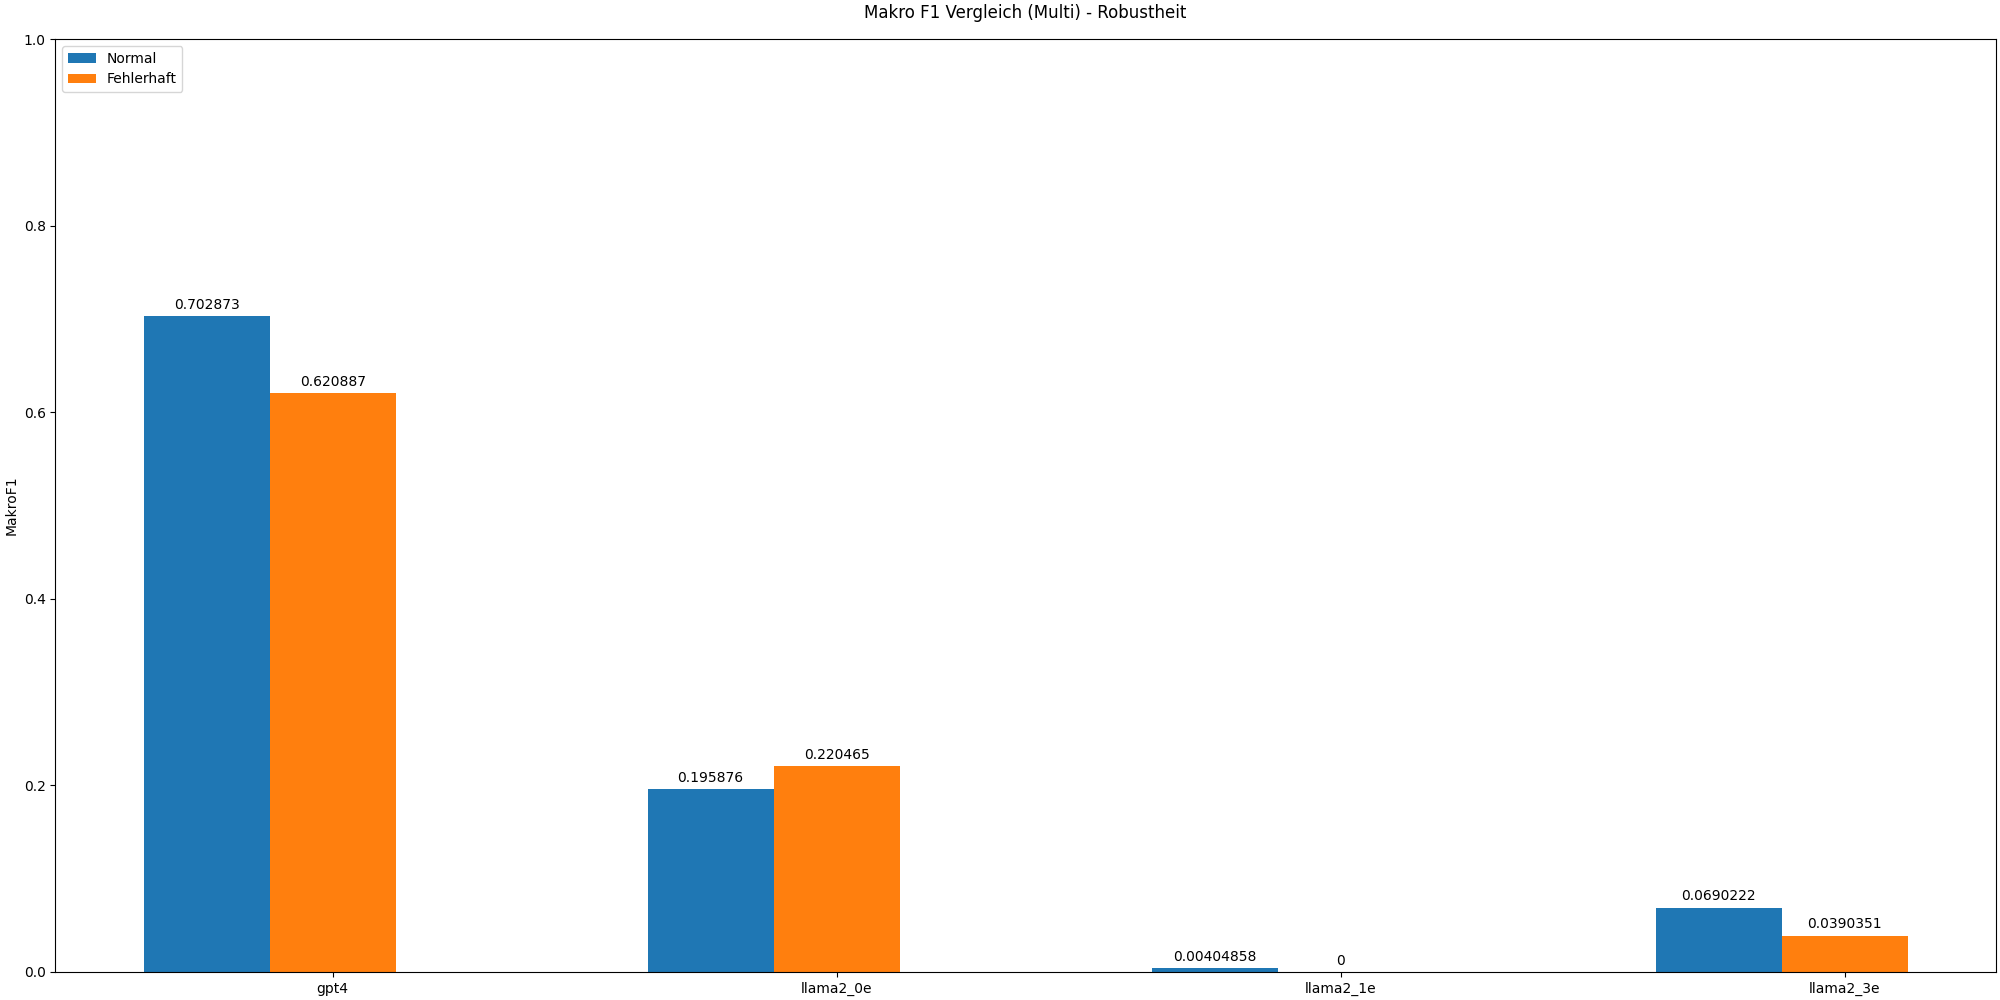 Makro F1 Vergleich (Multi) - Robustheit
1.0
Normal
Fehlerhaft
0.8
0.702873
0.620887
0.6
MakroF1
0.4
0.220465
0.195876
0.2
0.0690222
0.0390351
0.00404858
0
0.0
gpt4
llama2_0e
llama2_1e
llama2_3e